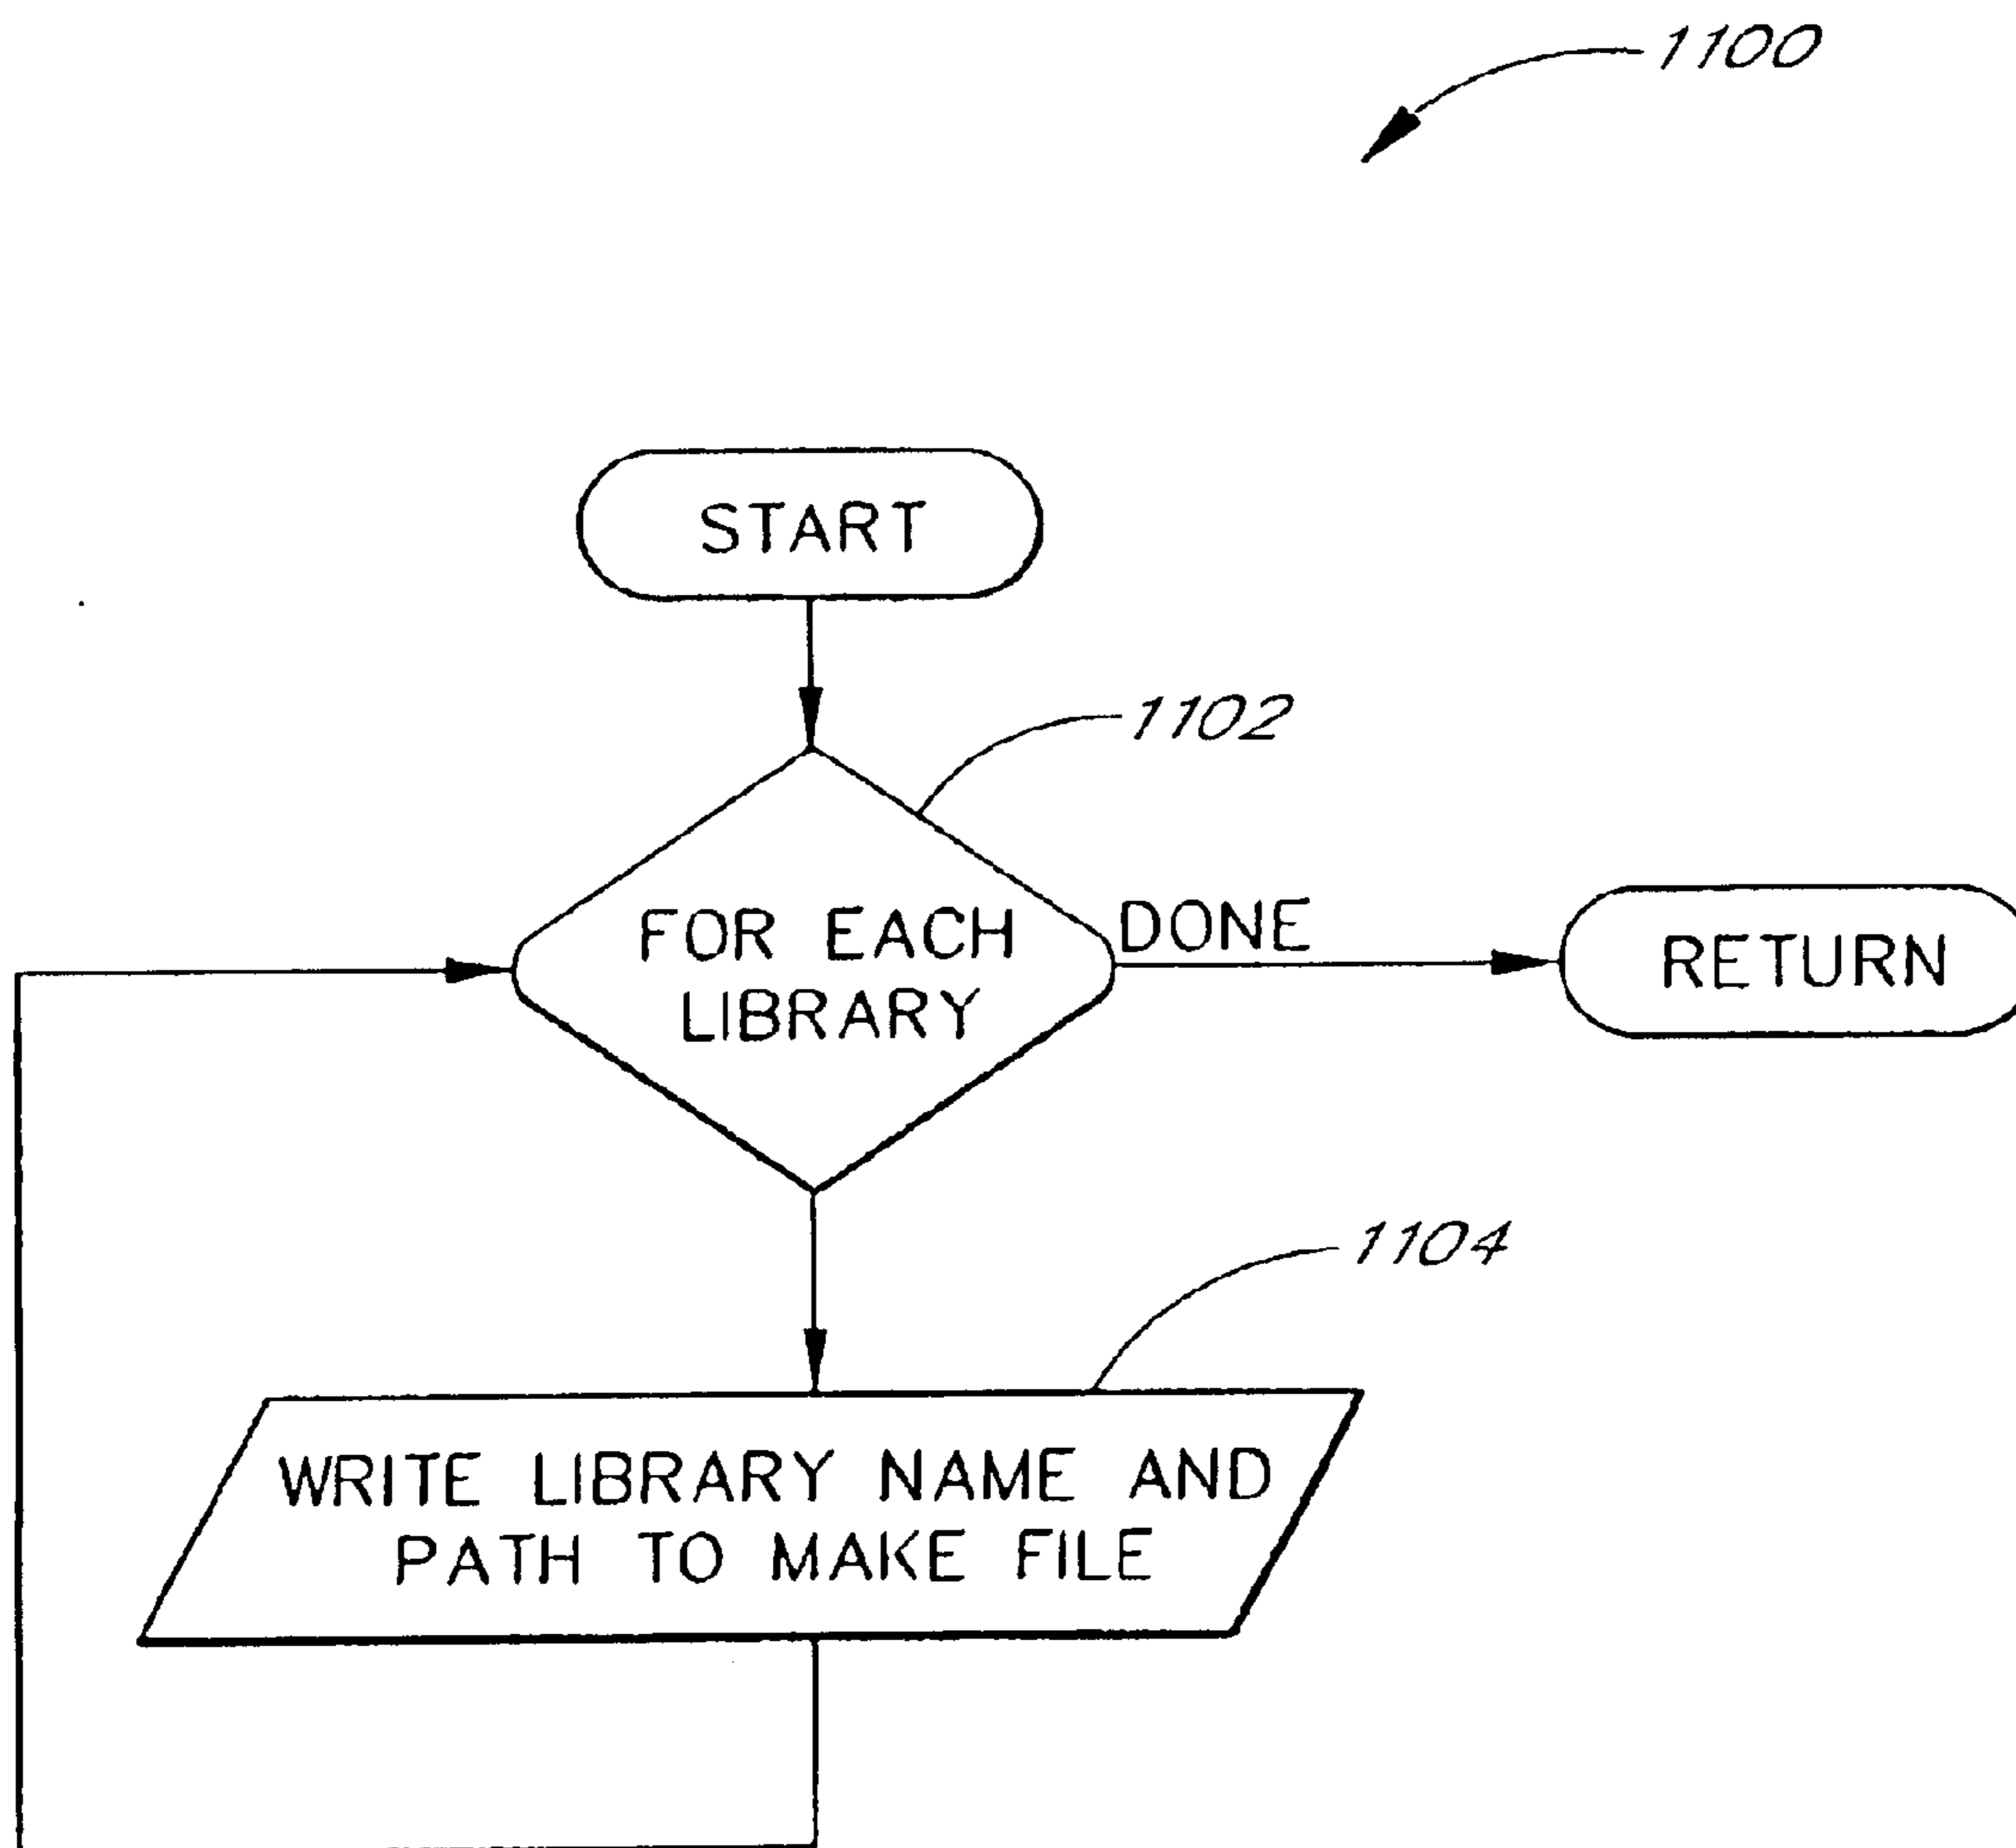 1100
START
1102
FOR EACH
LIBRARY
DONE
RETURN
1104
WRITE LIBRARY NAME AND
PATH TO MAKE FILE